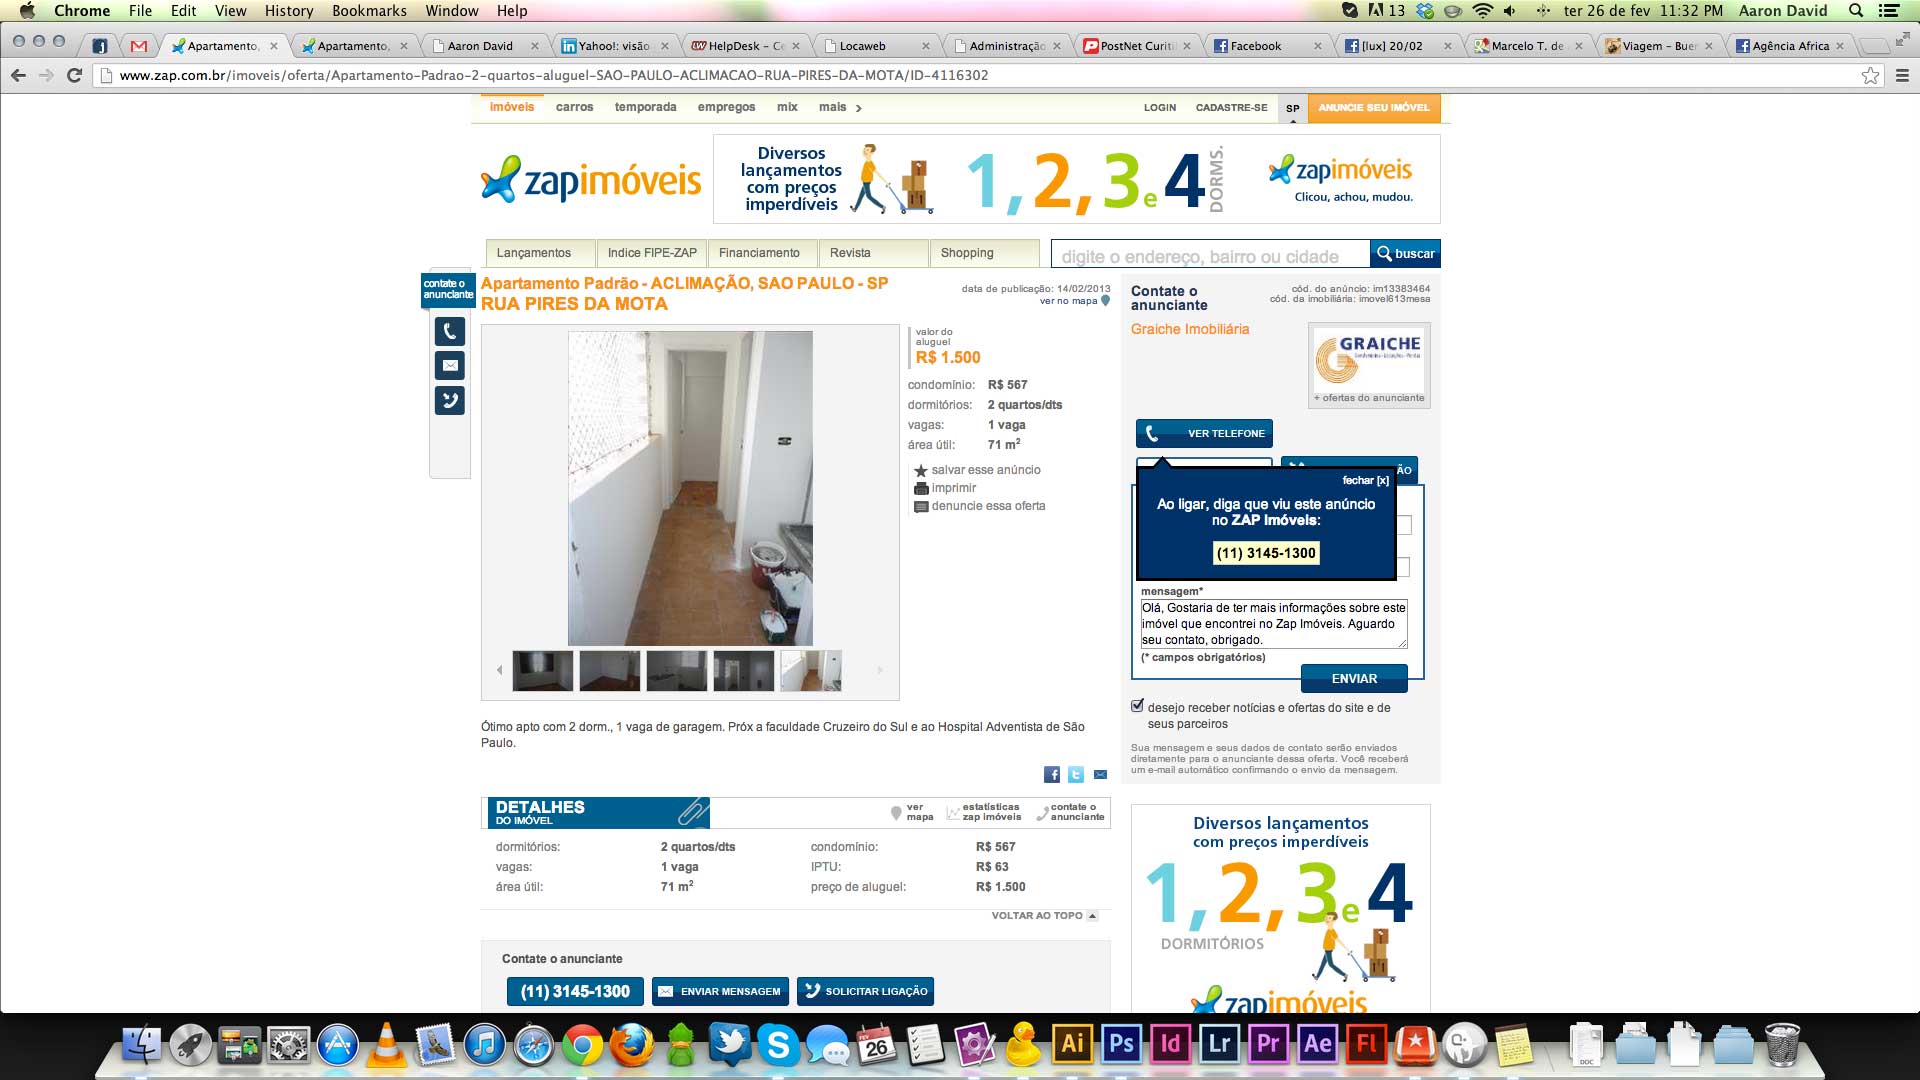 Chrome File Edit View History Bookmarks Window Help
13 ter 26 de fev 11:32 PM Aaron David
Apartamento, Apartamento, Aaron David Yahoo!: visão HelpDesk – Ce Locaweb Administração PostNet Curiti Facebook [lux] 20/02 Marcelo T. de Viagem – Buen Agência Africa
www.zap.com.br/imoveis/oferta/Apartamento-Padrao-2-quartos-aluguel-SAO-PAULO-ACLIMACAO-RUA-PIRES-DA-MOTA/ID-4116302
imóveis carros temporada empregos mix mais
LOGIN CADASTRE-SE SP ANUNCIE SEU IMÓVEL
zapimóveis
Diversos
lançamentos
com preços
imperdíveis
1, 2, 3 e 4
DORMS.
zapimóveis
Clicou, achou, mudou.
Lançamentos Indice FIPE-ZAP Financiamento Revista Shopping
digite o endereço, bairro ou cidade
buscar
contate o
anunciante
Apartamento Padrão - ACLIMAÇÃO, SAO PAULO - SP
RUA PIRES DA MOTA
data de publicação: 14/02/2013
ver no mapa
valor do
aluguel
R$ 1.500
condomínio: R$ 567
dormitórios: 2 quartos/dts
vagas: 1 vaga
área útil: 71 m²
salvar esse anúncio
imprimir
denuncie essa oferta
Contate o
anunciante
cód. do anúncio: im13383464
cód. da imobiliária: imovel613mesa
Graiche Imobiliária
GRAICHE
Condomínios - Locações - Vendas
+ ofertas do anunciante
VER TELEFONE
ÃO
fechar [x]
Ao ligar, diga que viu este anúncio
no ZAP Imóveis:
(11) 3145-1300
mensagem*
Olá, Gostaria de ter mais informações sobre este
imóvel que encontrei no Zap Imóveis. Aguardo
seu contato, obrigado.
(* campos obrigatórios)
ENVIAR
desejo receber notícias e ofertas do site e de
seus parceiros
Sua mensagem e seus dados de contato serão enviados
diretamente para o anunciante dessa oferta. Você receberá
um e-mail automático confirmando o envio da mensagem.
Ótimo apto com 2 dorm., 1 vaga de garagem. Próx a faculdade Cruzeiro do Sul e ao Hospital Adventista de São
Paulo.
DETALHES
DO IMÓVEL
ver
mapa
estatísticas
zap imóveis
contate o
anunciante
dormitórios: 2 quartos/dts condomínio: R$ 567
vagas: 1 vaga IPTU: R$ 63
área útil: 71 m² preço de aluguel: R$ 1.500
VOLTAR AO TOPO
Contate o anunciante
(11) 3145-1300 ENVIAR MENSAGEM SOLICITAR LIGAÇÃO
Diversos lançamentos
com preços imperdíveis
1, 2, 3 e 4
DORMITÓRIOS
zapimóveis
26 Ai Ps Id Lr Pr Ae Fl
DOC